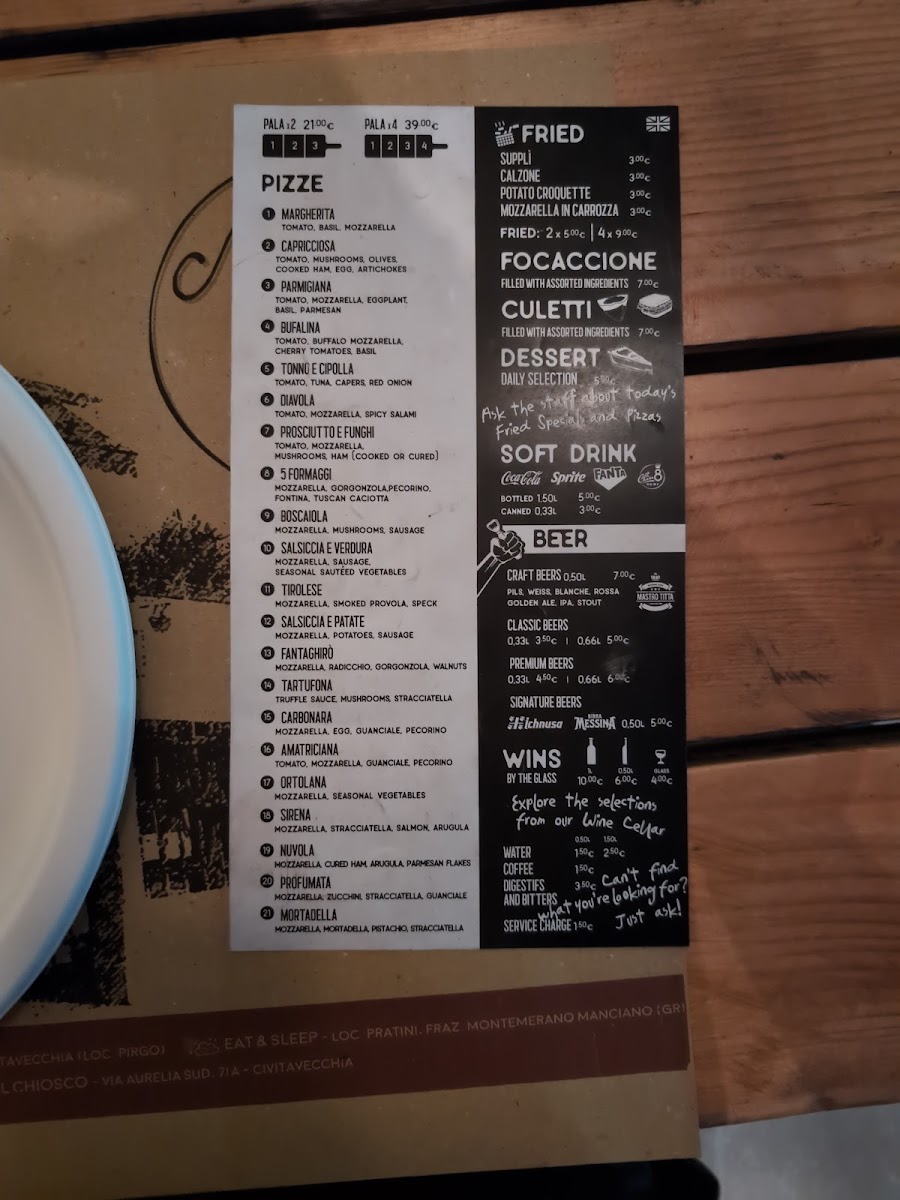 PALA x2 21.00€
1 2 3
PALA x4 39.00€
1 2 3 4
PIZZE
1 MARGHERITA
TOMATO, BASIL, MOZZARELLA
2 CAPRICCIOSA
TOMATO, MUSHROOMS, OLIVES,
COOKED HAM, EGG, ARTICHOKES
3 PARMIGIANA
TOMATO, MOZZARELLA, EGGPLANT,
BASIL, PARMESAN
4 BUFALINA
TOMATO, BUFFALO MOZZARELLA,
CHERRY TOMATOES, BASIL
5 TONNO E CIPOLLA
TOMATO, TUNA, CAPERS, RED ONION
6 DIAVOLA
TOMATO, MOZZARELLA, SPICY SALAMI
7 PROSCIUTTO E FUNGHI
TOMATO, MOZZARELLA,
MUSHROOMS, HAM (COOKED OR CURED)
8 5 FORMAGGI
MOZZARELLA, GORGONZOLA,PECORINO,
FONTINA, TUSCAN CACIOTTA
9 BOSCAIOLA
MOZZARELLA, MUSHROOMS, SAUSAGE
10 SALSICCIA E VERDURA
MOZZARELLA, SAUSAGE,
SEASONAL SAUTÉED VEGETABLES
11 TIROLESE
MOZZARELLA, SMOKED PROVOLA, SPECK
12 SALSICCIA E PATATE
MOZZARELLA, POTATOES, SAUSAGE
13 FANTAGHIRÒ
MOZZARELLA, RADICCHIO, GORGONZOLA, WALNUTS
14 TARTUFONA
TRUFFLE SAUCE, MUSHROOMS, STRACCIATELLA
15 CARBONARA
MOZZARELLA, EGG, GUANCIALE, PECORINO
16 AMATRICIANA
TOMATO, MOZZARELLA, GUANCIALE, PECORINO
17 ORTOLANA
MOZZARELLA, SEASONAL VEGETABLES
18 SIRENA
MOZZARELLA, STRACCIATELLA, SALMON, ARUGULA
19 NUVOLA
MOZZARELLA, CURED HAM, ARUGULA, PARMESAN FLAKES
20 PROFUMATA
MOZZARELLA, ZUCCHINI, STRACCIATELLA, GUANCIALE
21 MORTADELLA
MOZZARELLA, MORTADELLA, PISTACHIO, STRACCIATELLA
FRIED
SUPPLÌ 3.00€
CALZONE 3.00€
POTATO CROQUETTE 3.00€
MOZZARELLA IN CARROZZA 3.00€
FRIED: 2 x 5.00€ | 4 x 9.00€
FOCACCIONE
FILLED WITH ASSORTED INGREDIENTS 7.00€
CULETTI
FILLED WITH ASSORTED INGREDIENTS 7.00€
DESSERT
DAILY SELECTION 5.00€
Ask the staff about today's
Fried Specials and Pizzas
SOFT DRINK
Coca-Cola Sprite FANTA
BOTTLED 1.50L 5.00€
CANNED 0,33L 3.00€
BEER
CRAFT BEERS 0,50L 7.00€
PILS, WEISS, BLANCHE, ROSSA
GOLDEN ALE, IPA, STOUT
MASTRO TITTA
CLASSIC BEERS
0,33L 3.50€ | 0,66L 5.00€
PREMIUM BEERS
0,33L 4.50€ | 0,66L 6.00€
SIGNATURE BEERS
Ichnusa BIRRA MESSINA 0,50L 5.00€
WINS
BY THE GLASS
1L 0,50L GLASS
10.00€ 6.00€ 4.00€
Explore the selections
from our Wine Cellar
0,50L 1,50L
WATER 1.50€ 2.50€
COFFEE 1.50€
DIGESTIFS 3.50€
AND BITTERS
SERVICE CHARGE 1.50€
Can't find
what you're looking for?
Just ask!
TAVECCHIA (LOC. PIRGO) EAT & SLEEP - LOC. PRATINI, FRAZ. MONTEMERANO MANCIANO (GR)
L CHIOSCO - VIA AURELIA SUD, 71 A - CIVITAVECCHIA